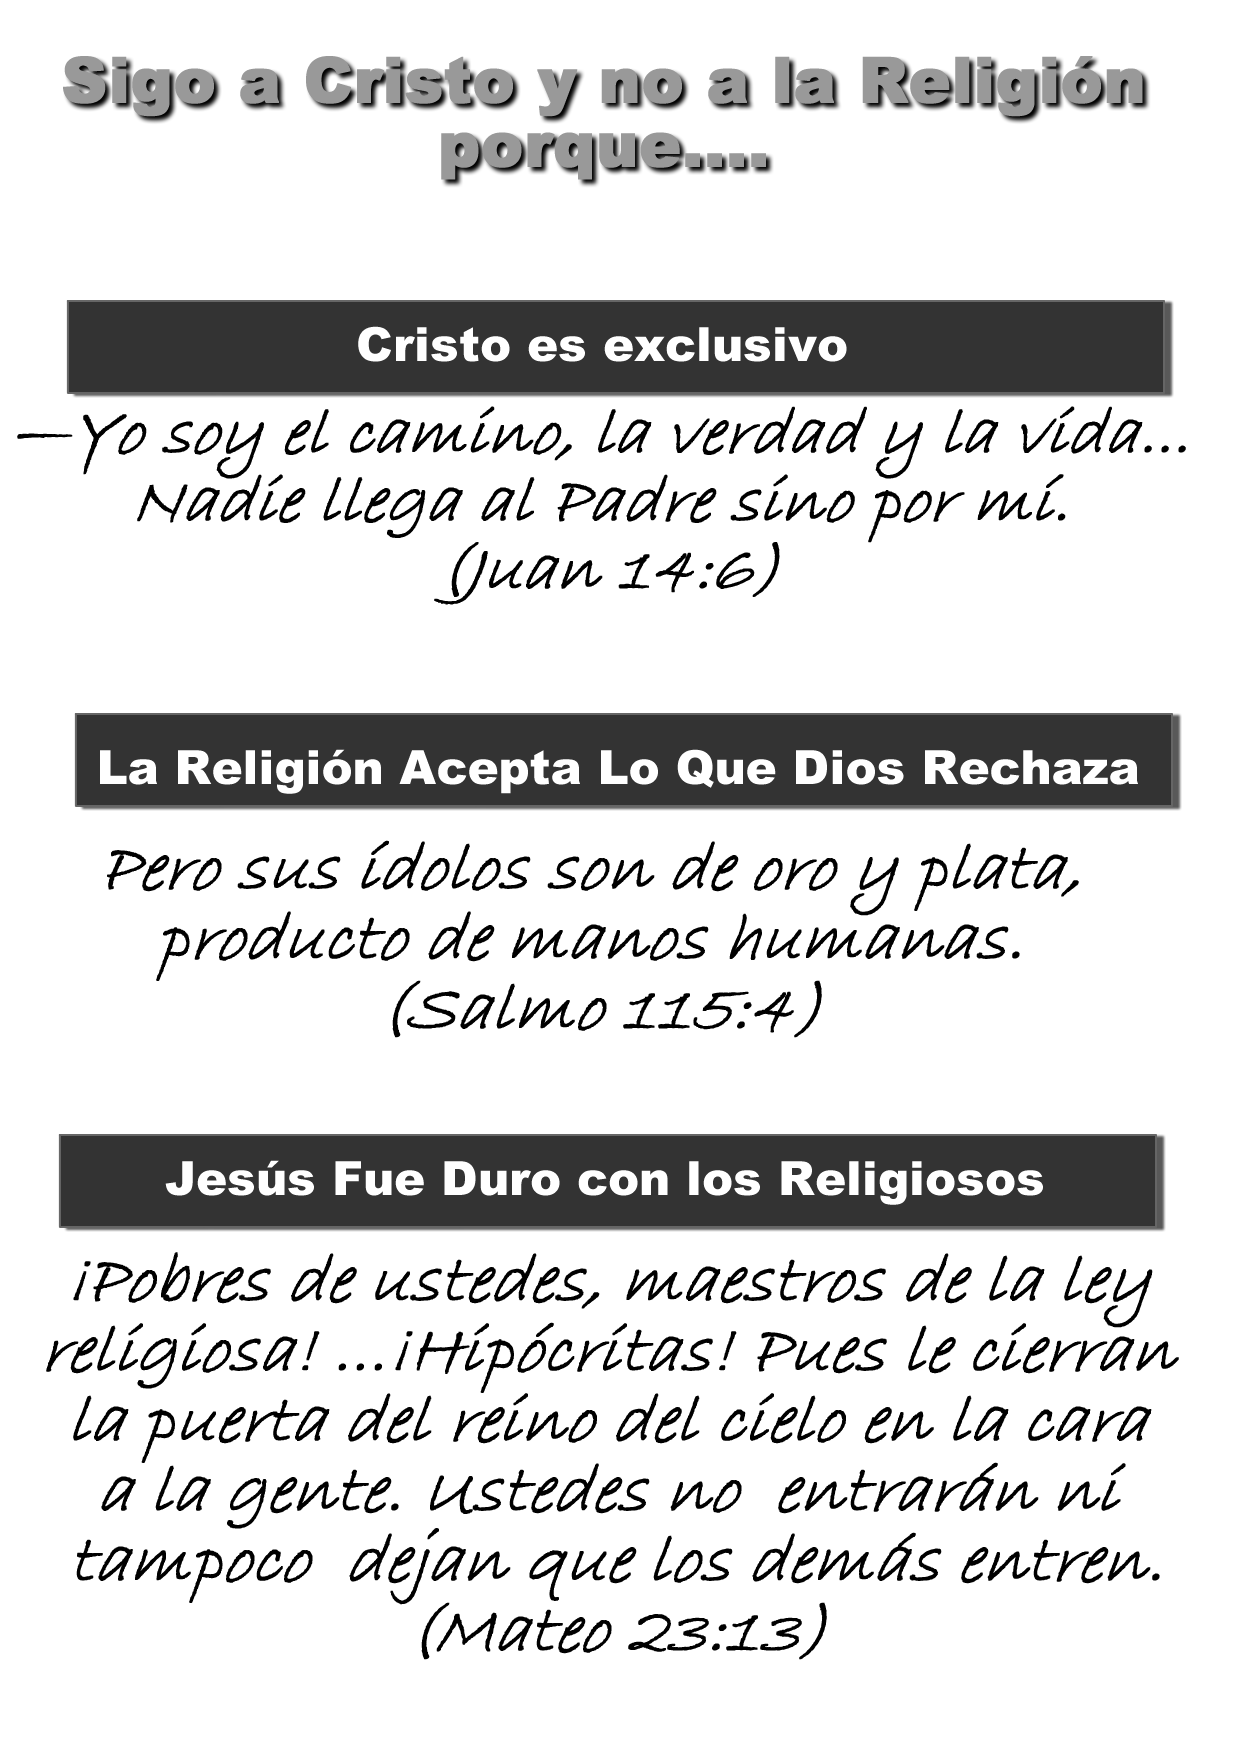 Sigo a Cristo y no a la Religión
porque....
Cristo es exclusivo
—Yo soy el camino, la verdad y la vida...
Nadie llega al Padre sino por mí.
(Juan 14:6)
La Religión Acepta Lo Que Dios Rechaza
Pero sus ídolos son de oro y plata,
producto de manos humanas.
(Salmo 115:4)
Jesús Fue Duro con los Religiosos
¡Pobres de ustedes, maestros de la ley
religiosa! ...¡Hipócritas! Pues le cierran
la puerta del reino del cielo en la cara
a la gente. Ustedes no entrarán ni
tampoco dejan que los demás entren.
(Mateo 23:13)